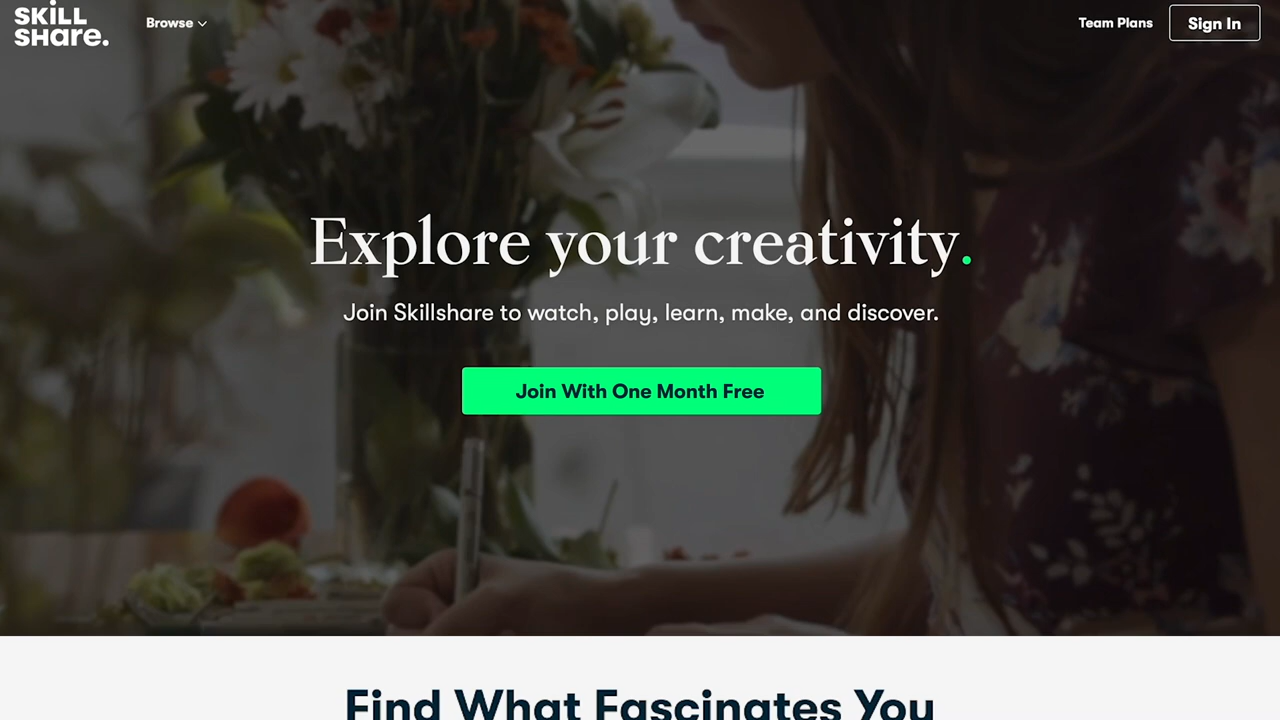 SKiLL
SHare.
Browse
Team Plans
Sign In
Explore your creativity.
Join Skillshare to watch, play, learn, make, and discover.
Join With One Month Free
Find What Fascinates You